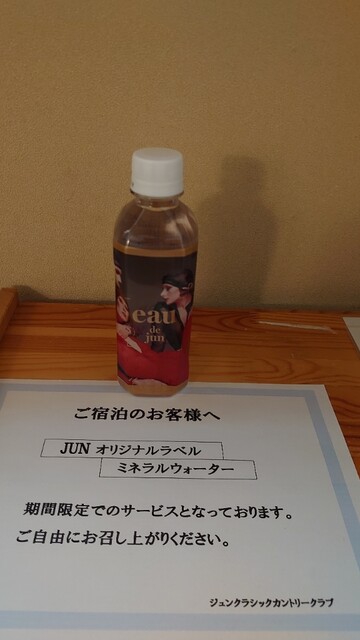 eau
de
jun
ご宿泊のお客様へ
JUN オリジナルラベル
ミネラルウォーター
期間限定でのサービスとなっております。
ご自由にお召し上がりください。
ジュンクラシックカントリークラブ